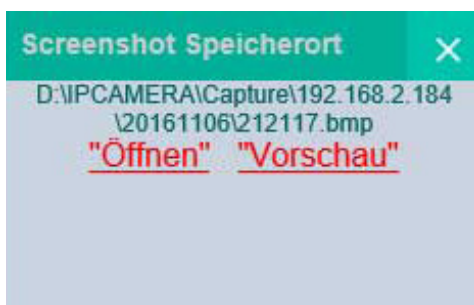 Screenshot Speicherort
D:\IPCAMERA\Capture\192.168.2.184
\20161106\212117.bmp
"Öffnen" "Vorschau"